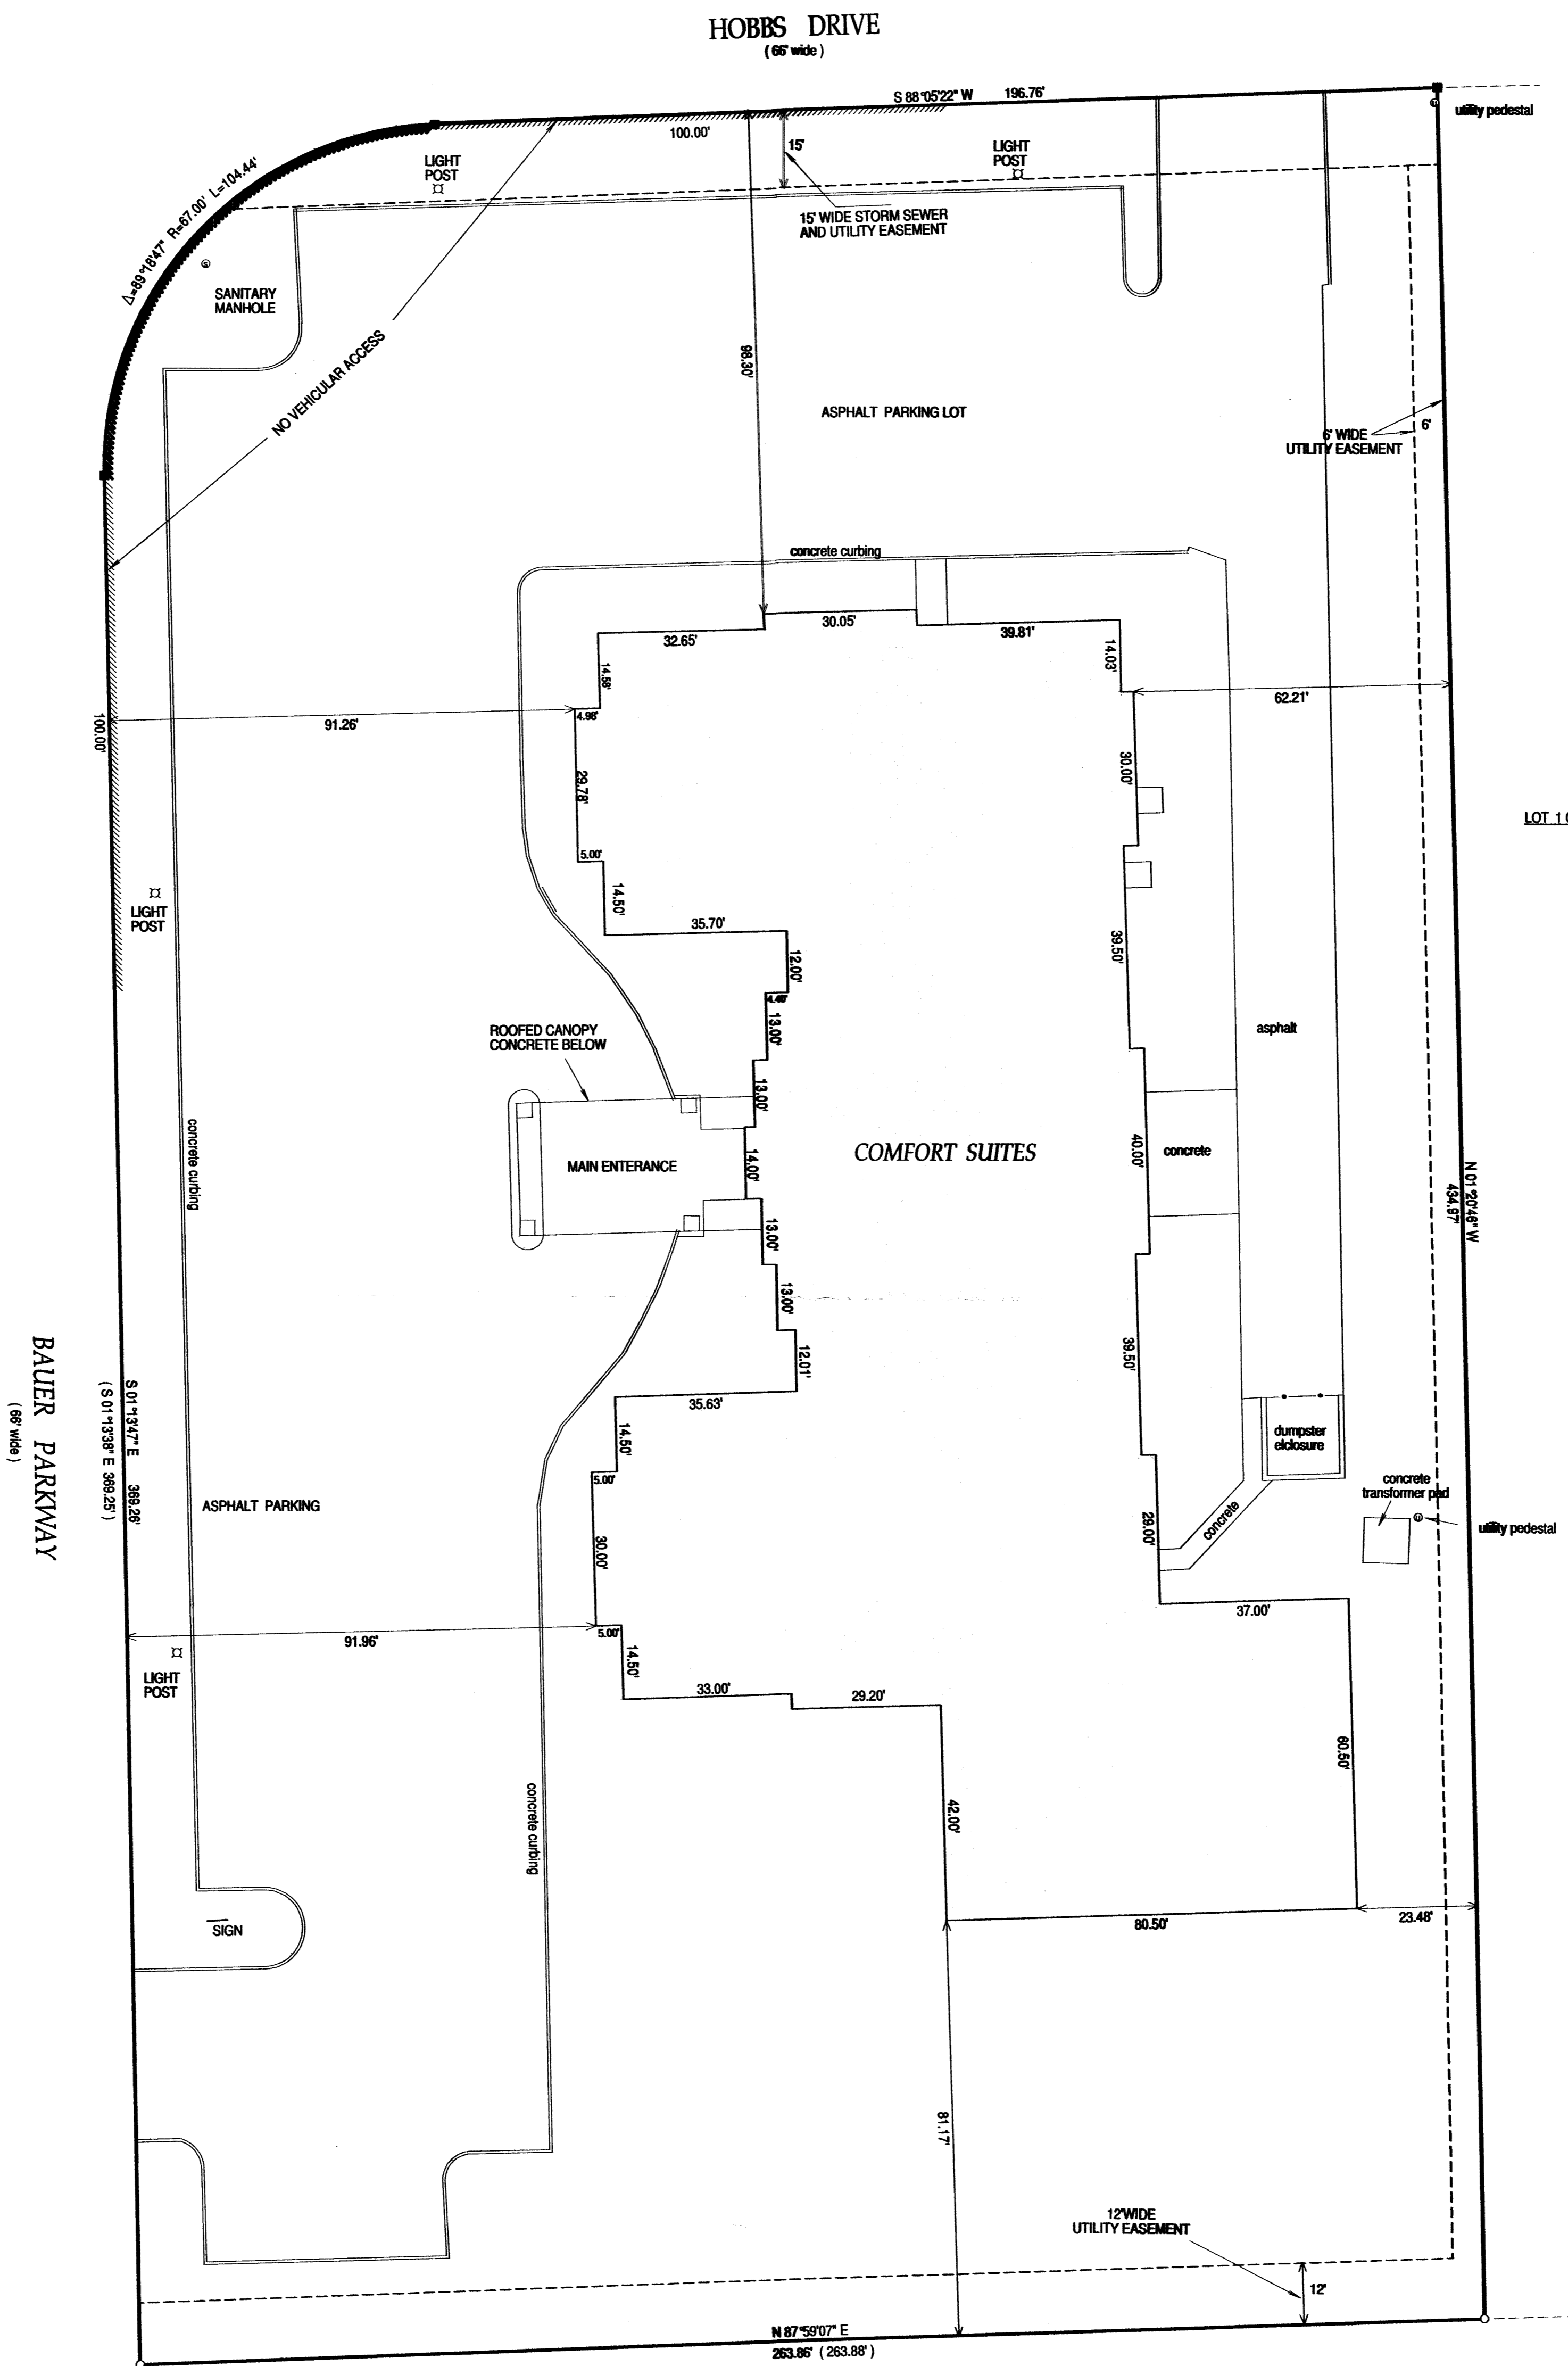 HOBBS DRIVE
( 66' wide )
S 88°05'22" W 196.76'
utility pedestal
100.00'
15'
LIGHT
POST
LIGHT
POST
Δ=89°18'47" R=67.00' L=104.44'
15' WIDE STORM SEWER
AND UTILITY EASEMENT
SANITARY
MANHOLE
NO VEHICULAR ACCESS
98.30'
ASPHALT PARKING LOT
6'
6' WIDE
UTILITY EASEMENT
concrete curbing
32.65'
30.05'
39.81'
14.03'
14.58'
62.21'
4.98'
91.26'
100.00'
29.78'
30.00'
LOT 10
5.00'
14.50'
LIGHT
POST
35.70'
12.00'
39.50'
4.40'
13.00'
ROOFED CANOPY
CONCRETE BELOW
asphalt
13.00'
concrete curbing
MAIN ENTERANCE
14.00'
COMFORT SUITES
40.00'
concrete
N 01°20'46" W
434.97'
13.00'
13.00'
12.01'
39.50'
35.63'
14.50'
BAUER PARKWAY
( 66' wide )
S 01°13'47" E 369.26'
( S 01°13'38" E 369.25' )
dumpster
elclosure
5.00'
concrete
transformer pad
ASPHALT PARKING
concrete
utility pedestal
30.00'
29.00'
37.00'
5.00'
91.96'
14.50'
LIGHT
POST
33.00'
29.20'
60.50'
42.00'
concrete curbing
SIGN
80.50'
23.48'
81.17'
12'WIDE
UTILITY EASEMENT
12'
N 87°59'07" E
263.86' ( 263.88' )